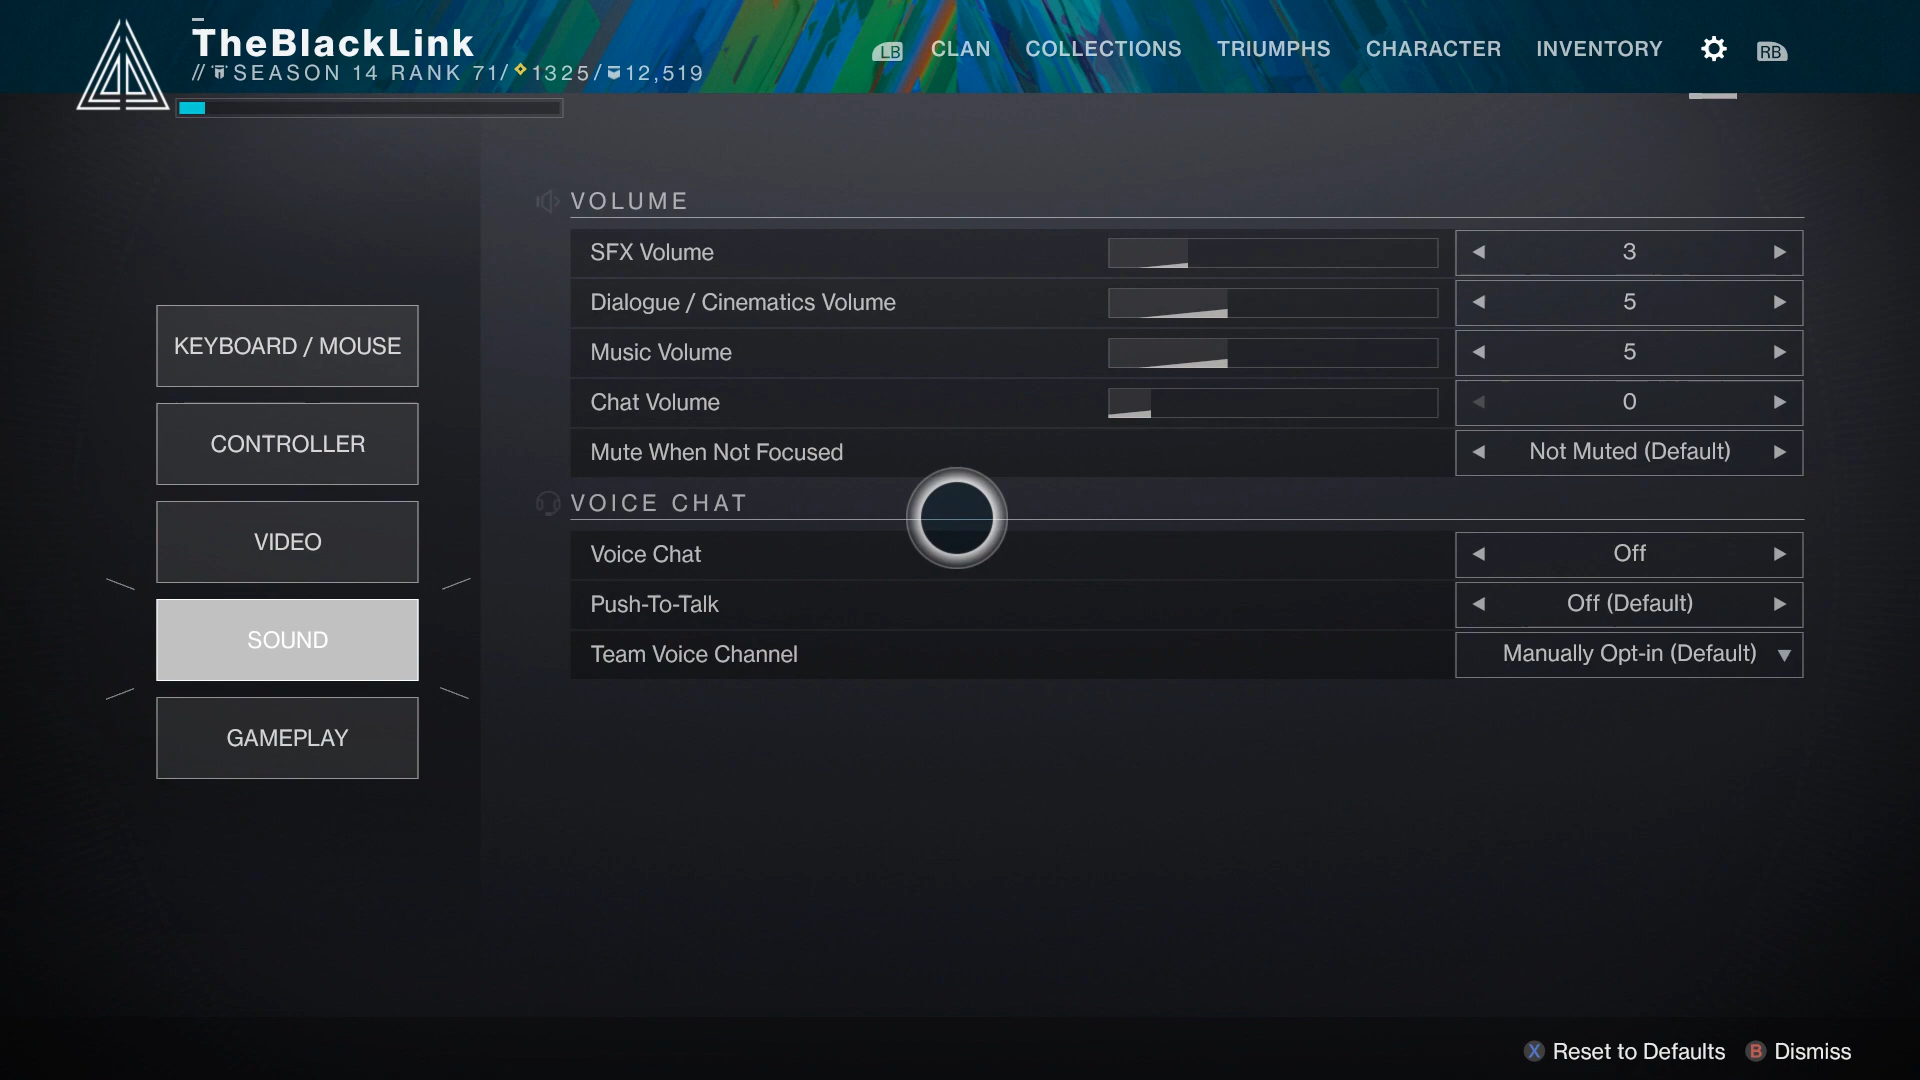 TheBlackLink
// SEASON 14 RANK 71/1325/12,519
LB CLAN COLLECTIONS TRIUMPHS CHARACTER INVENTORY RB
VOLUME
SFX Volume 3
Dialogue / Cinematics Volume 5
Music Volume 5
Chat Volume 0
Mute When Not Focused Not Muted (Default)
VOICE CHAT
Voice Chat Off
Push-To-Talk Off (Default)
Team Voice Channel Manually Opt-in (Default)
KEYBOARD / MOUSE
CONTROLLER
VIDEO
SOUND
GAMEPLAY
X Reset to Defaults B Dismiss